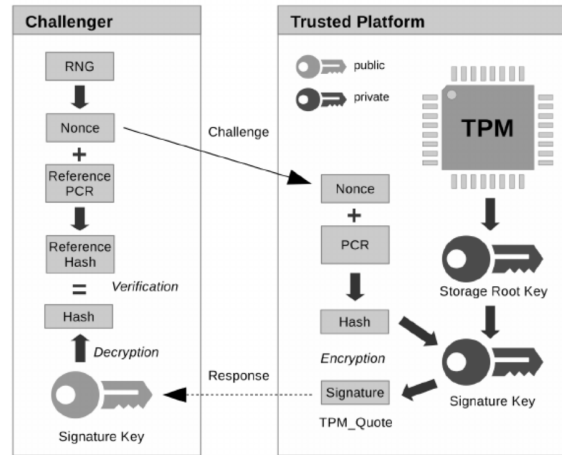 Challenger
RNG
Nonce
+
Reference
PCR
Reference
Hash
=
Verification
Hash
Decryption
Signature Key
Challenge
Response
Trusted Platform
public
private
TPM
Nonce
+
PCR
Storage Root Key
Hash
Encryption
Signature
TPM_Quote
Signature Key